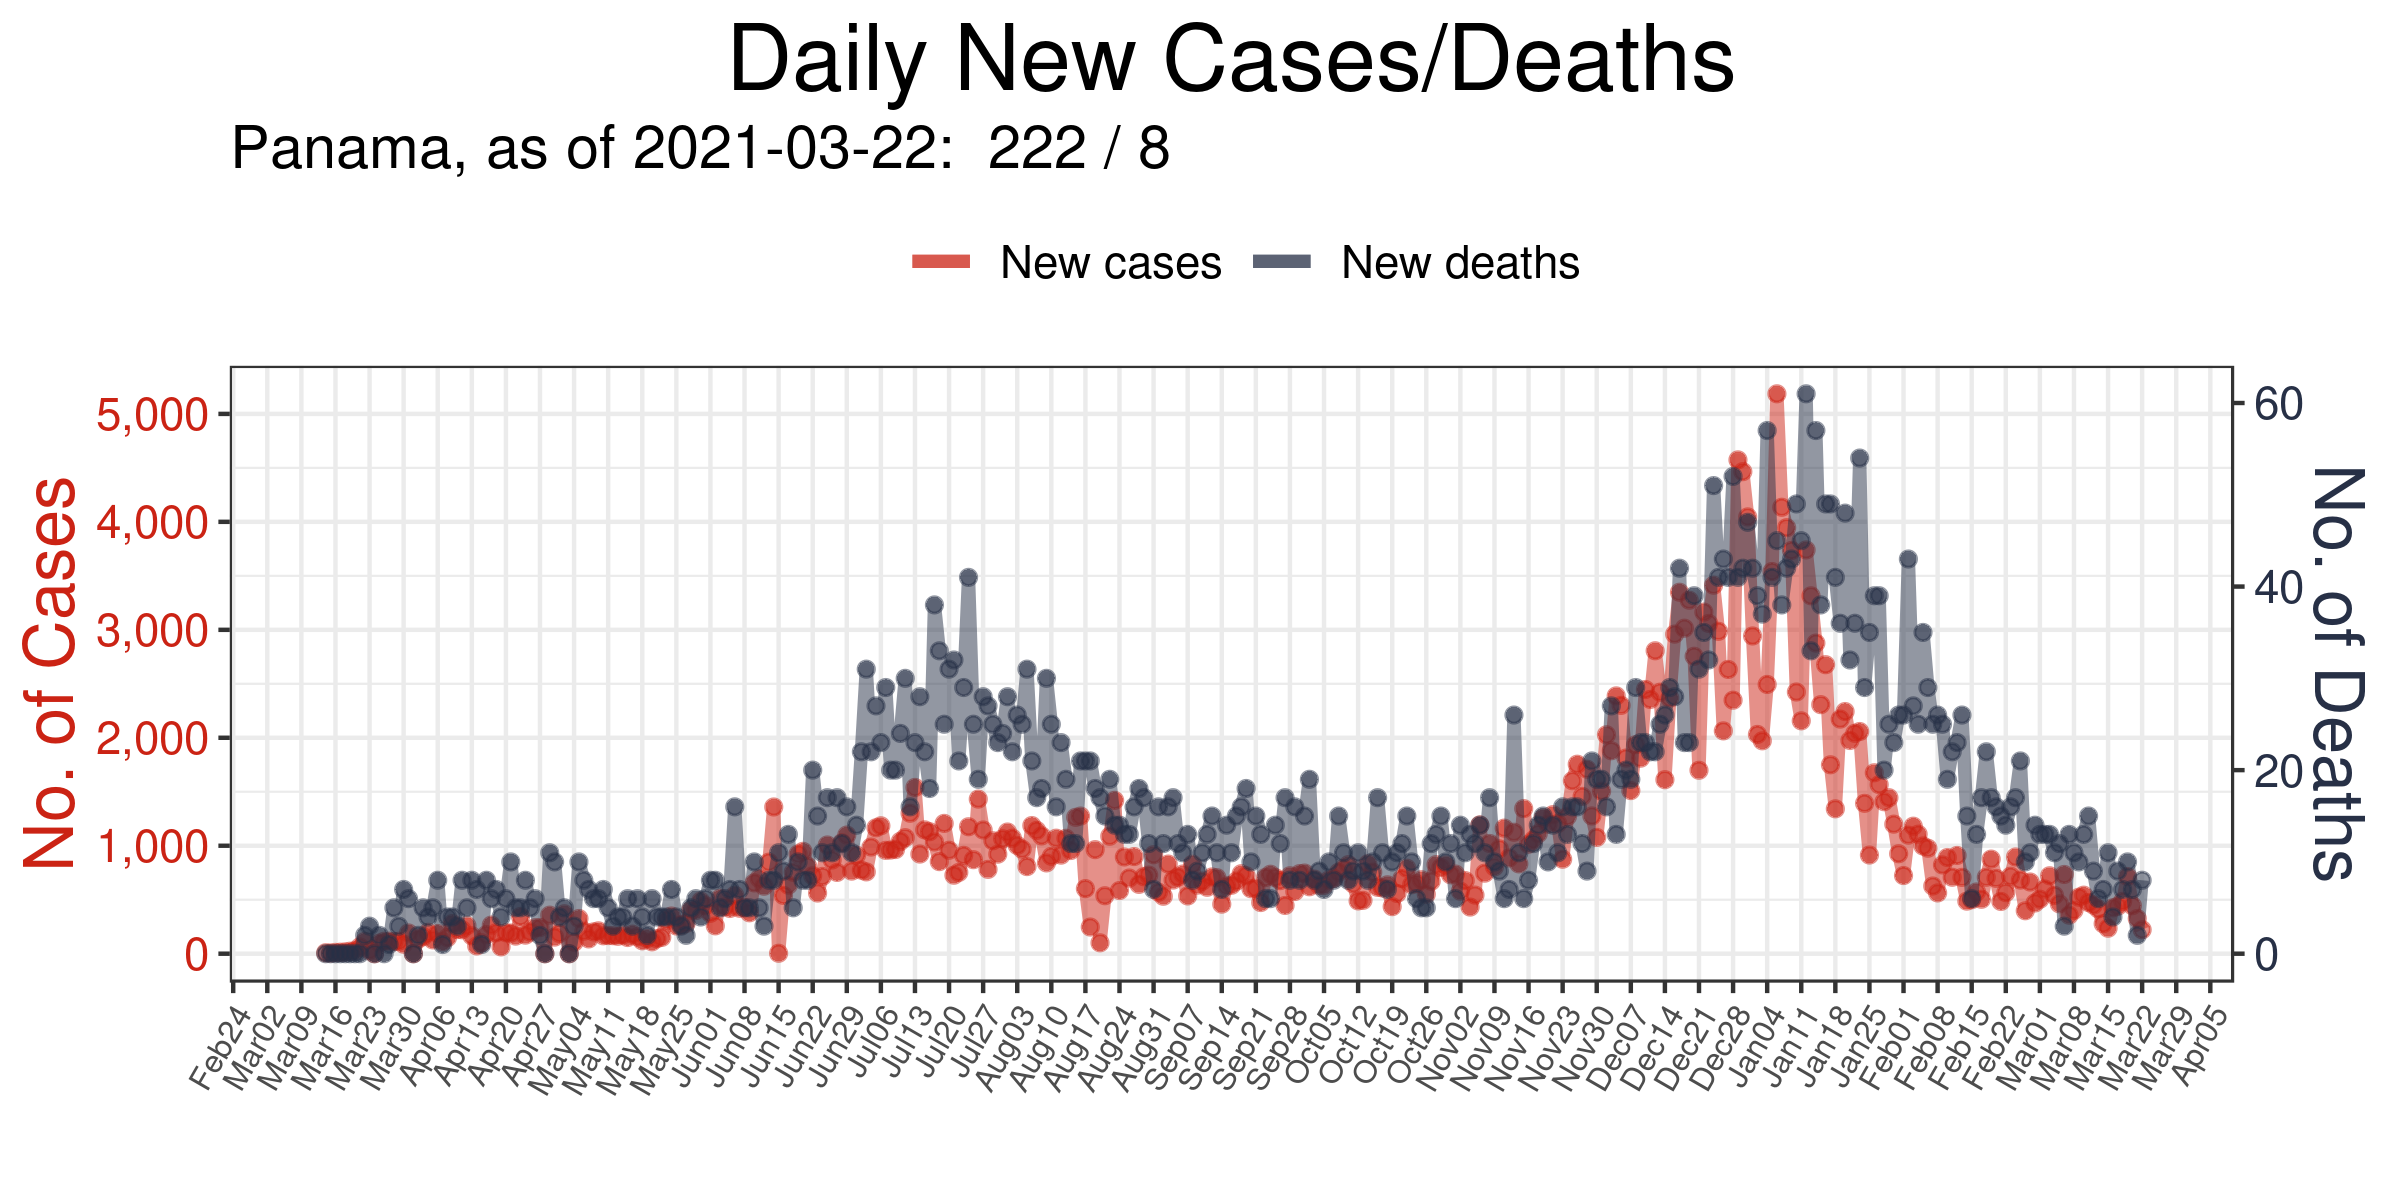 Daily New Cases/Deaths
Panama, as of 2021-03-22:  222 / 8
New cases
New deaths
No. of Cases
5,000
4,000
3,000
2,000
1,000
0
60
40
20
0
No. of Deaths
Feb24
Mar02
Mar09
Mar16
Mar23
Mar30
Apr06
Apr13
Apr20
Apr27
May04
May11
May18
May25
Jun01
Jun08
Jun15
Jun22
Jun29
Jul06
Jul13
Jul20
Jul27
Aug03
Aug10
Aug17
Aug24
Aug31
Sep07
Sep14
Sep21
Sep28
Oct05
Oct12
Oct19
Oct26
Nov02
Nov09
Nov16
Nov23
Nov30
Dec07
Dec14
Dec21
Dec28
Jan04
Jan11
Jan18
Jan25
Feb01
Feb08
Feb15
Feb22
Mar01
Mar08
Mar15
Mar22
Mar29
Apr05